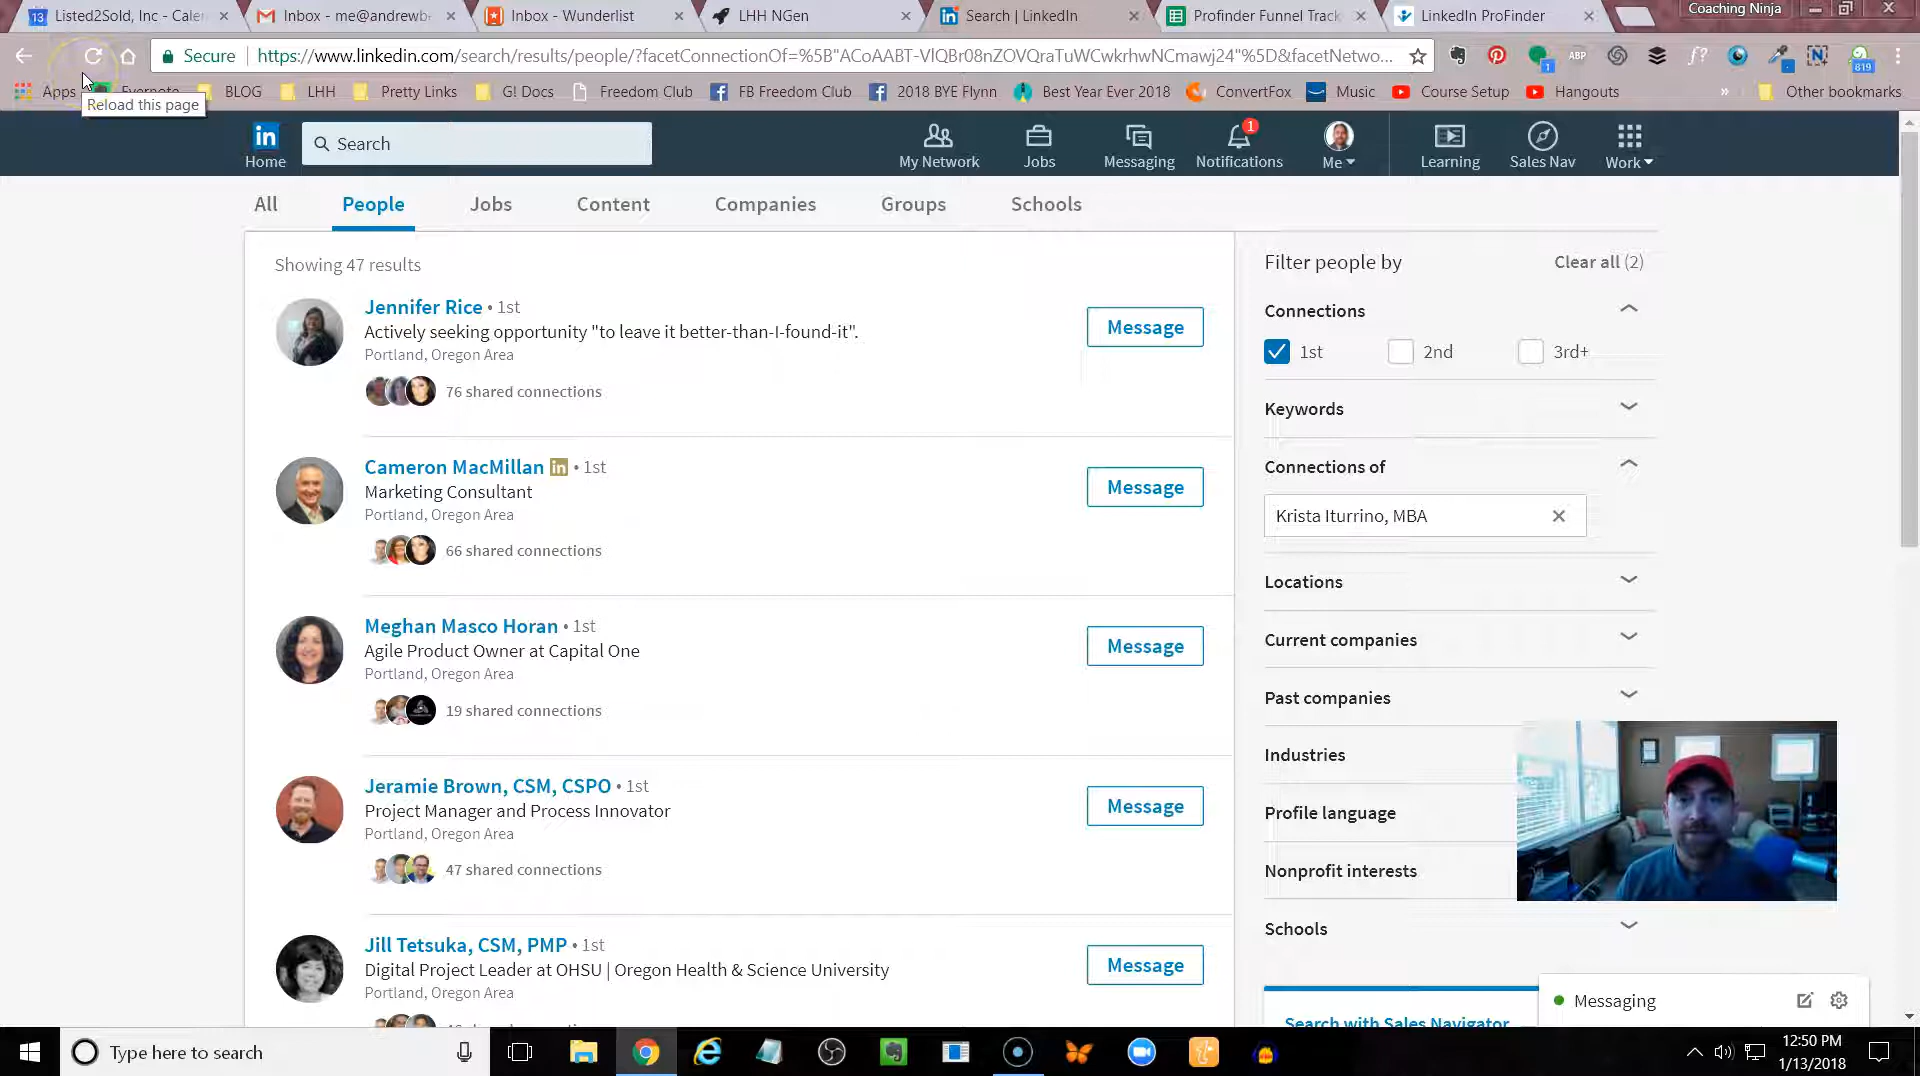 Listed2Sold, Inc - Caler
Inbox - me@andrewb
Inbox - Wunderlist
LHH NGen
Search | LinkedIn
Profinder Funnel Track
LinkedIn ProFinder
Coaching Ninja
Secure
https://www.linkedin.com/search/results/people/?facetConnectionOf=%5B"ACoAABT-VlQBr08nZOVQraTuWCwkrhwNCmawj24"%5D&facetNetwo...
ABP
f?
819
Apps
Evernote
BLOG
LHH
Pretty Links
G! Docs
Freedom Club
FB Freedom Club
2018 BYE Flynn
Best Year Ever 2018
ConvertFox
Music
Course Setup
Hangouts
»
Other bookmarks
Reload this page
in
Home
Search
My Network
Jobs
Messaging
1
Notifications
Me
Learning
Sales Nav
Work
All
People
Jobs
Content
Companies
Groups
Schools
Showing 47 results
Jennifer Rice • 1st
Actively seeking opportunity "to leave it better-than-I-found-it".
Portland, Oregon Area
76 shared connections
Message
Cameron MacMillan in • 1st
Marketing Consultant
Portland, Oregon Area
66 shared connections
Message
Meghan Masco Horan • 1st
Agile Product Owner at Capital One
Portland, Oregon Area
19 shared connections
Message
Jeramie Brown, CSM, CSPO • 1st
Project Manager and Process Innovator
Portland, Oregon Area
47 shared connections
Message
Jill Tetsuka, CSM, PMP • 1st
Digital Project Leader at OHSU | Oregon Health & Science University
Portland, Oregon Area
Message
Filter people by
Clear all (2)
Connections
1st
2nd
3rd+
Keywords
Connections of
Krista Iturrino, MBA
Locations
Current companies
Past companies
Industries
Profile language
Nonprofit interests
Schools
Search with Sales Navigator
Messaging
Type here to search
12:50 PM
1/13/2018